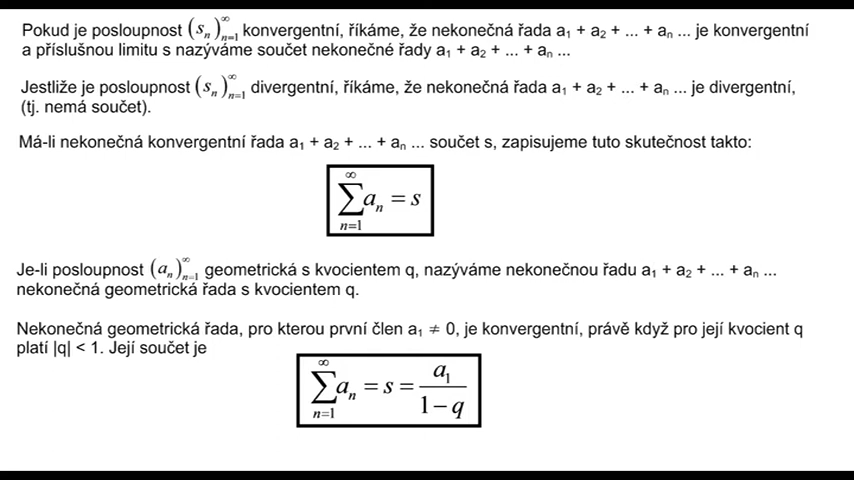 Pokud je posloupnost (sₙ)ₙ₌₁^∞ konvergentní, říkáme, že nekonečná řada a₁ + a₂ + ... + aₙ ... je konvergentní
a příslušnou limitu s nazýváme součet nekonečné řady a₁ + a₂ + ... + aₙ ...
Jestliže je posloupnost (sₙ)ₙ₌₁^∞ divergentní, říkáme, že nekonečná řada a₁ + a₂ + ... + aₙ ... je divergentní,
(tj. nemá součet).
Má-li nekonečná konvergentní řada a₁ + a₂ + ... + aₙ ... součet s, zapisujeme tuto skutečnost takto:
∑ₙ₌₁^∞ aₙ = s
Je-li posloupnost (aₙ)ₙ₌₁^∞ geometrická s kvocientem q, nazýváme nekonečnou řadu a₁ + a₂ + ... + aₙ ...
nekonečná geometrická řada s kvocientem q.
Nekonečná geometrická řada, pro kterou první člen a₁ ≠ 0, je konvergentní, právě když pro její kvocient q
platí |q| < 1. Její součet je
∑ₙ₌₁^∞ aₙ = s = a₁ / (1 − q)